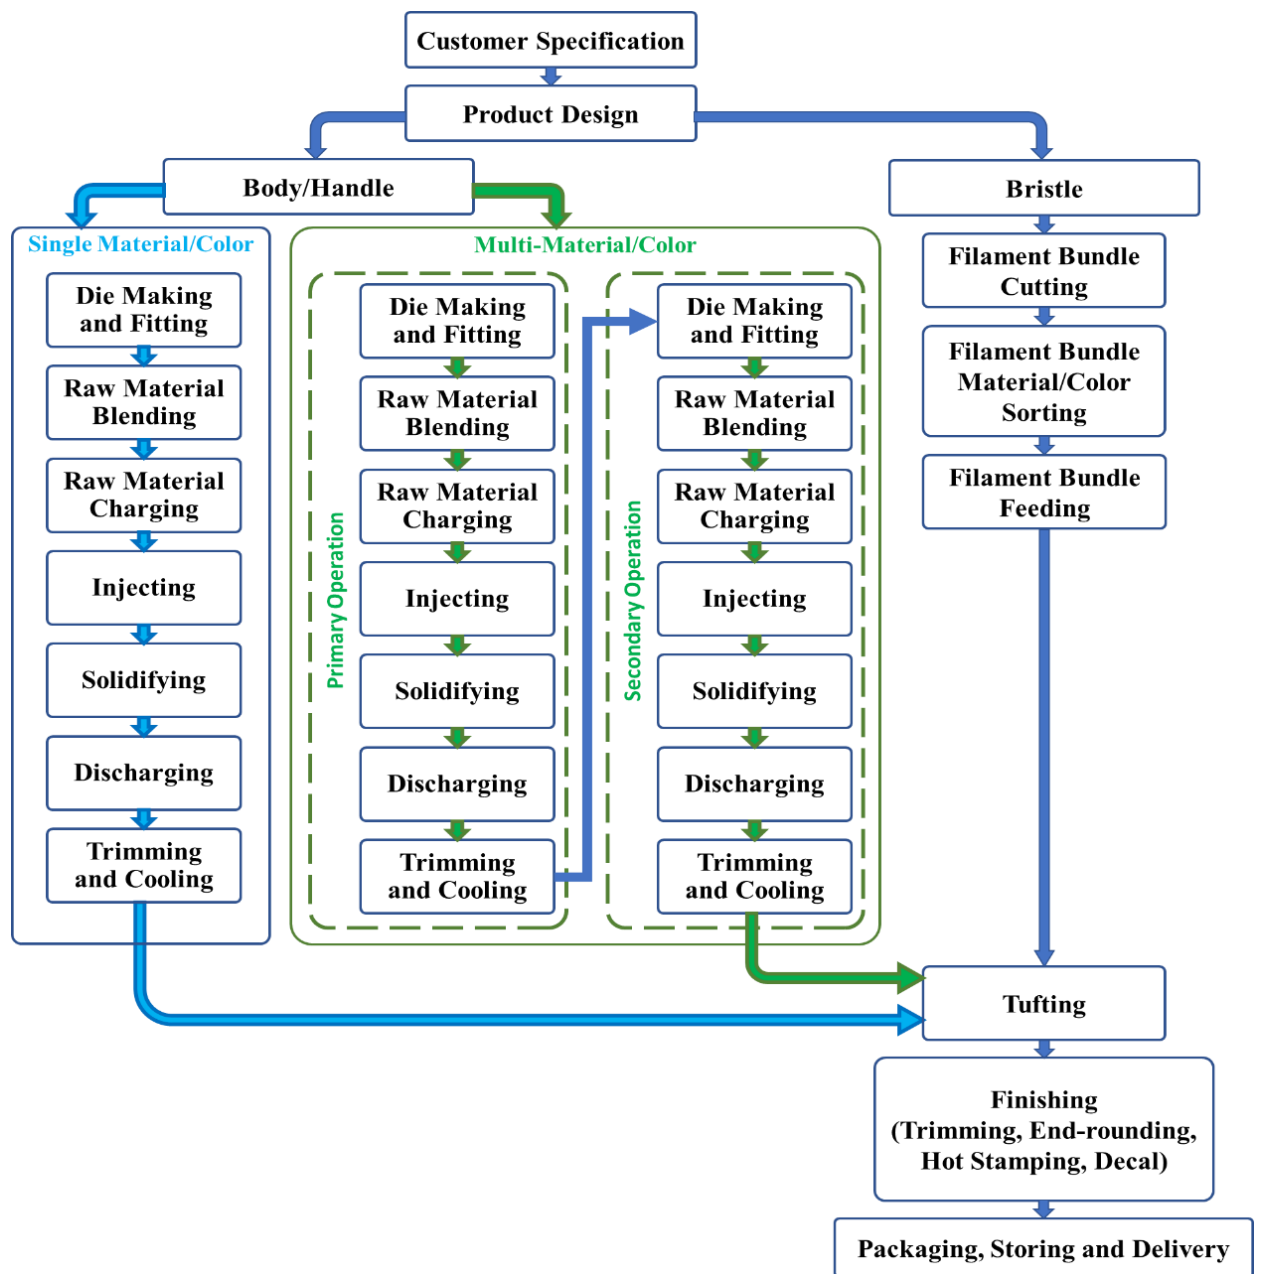 Customer Specification
Product Design
Body/Handle
Bristle
Single Material/Color
Die Making
and Fitting
Raw Material
Blending
Raw Material
Charging
Injecting
Solidifying
Discharging
Trimming
and Cooling
Multi-Material/Color
Primary Operation
Die Making
and Fitting
Raw Material
Blending
Raw Material
Charging
Injecting
Solidifying
Discharging
Trimming
and Cooling
Secondary Operation
Die Making
and Fitting
Raw Material
Blending
Raw Material
Charging
Injecting
Solidifying
Discharging
Trimming
and Cooling
Filament Bundle
Cutting
Filament Bundle
Material/Color
Sorting
Filament Bundle
Feeding
Tufting
Finishing
(Trimming, End-rounding,
Hot Stamping, Decal)
Packaging, Storing and Delivery